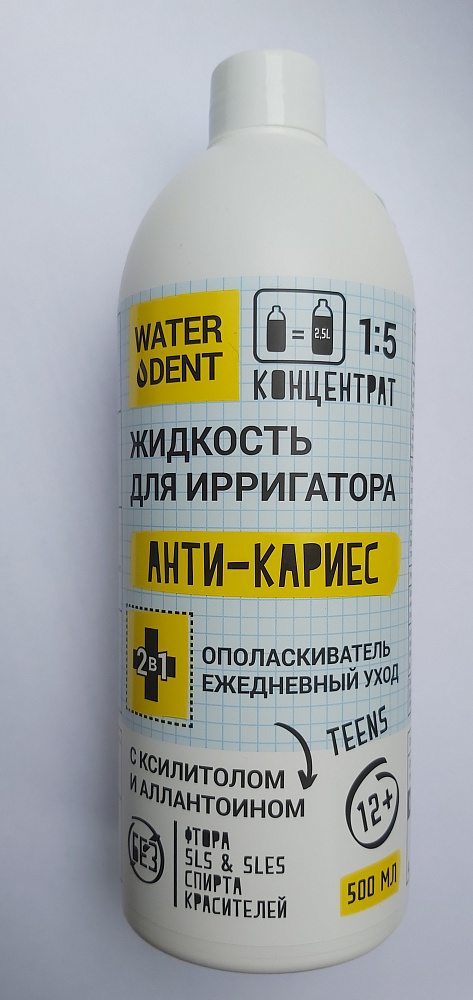 WATER
DENT
= 2.5L
1:5
КОНЦЕНТРАТ
ЖИДКОСТЬ
ДЛЯ ИРРИГАТОРА
АНТИ-КАРИЕС
2в1
ОПОЛАСКИВАТЕЛЬ
ЕЖЕДНЕВНЫЙ УХОД
TEENS
С КСИЛИТОЛОМ
И АЛЛАНТОИНОМ
12+
БЕЗ
ФТОРА
SLS & SLES
СПИРТА
КРАСИТЕЛЕЙ
500 МЛ